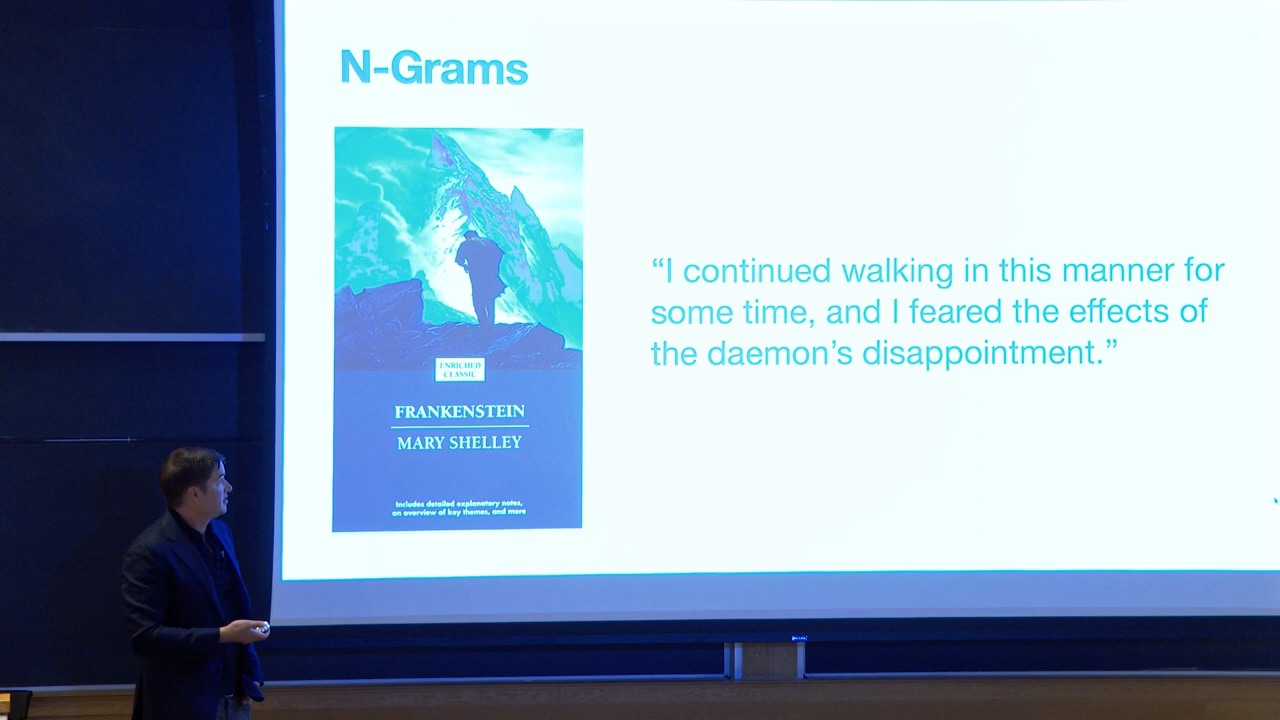 N-Grams
ENRICHED
CLASSIC
FRANKENSTEIN
MARY SHELLEY
Includes detailed explanatory notes,
an overview of key themes, and more
“I continued walking in this manner for
some time, and I feared the effects of
the daemon’s disappointment.”